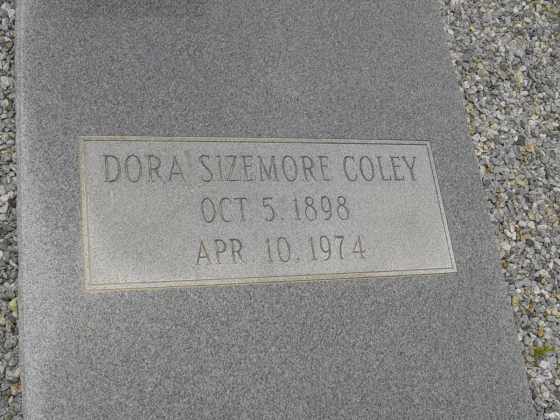 DORA SIZEMORE COLEY
OCT 5. 1898
APR. 10. 1974